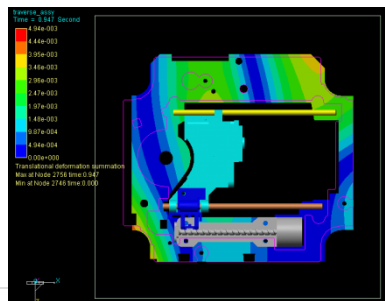 traverse_assy
Time = 0.947 Second
4.94e-003
4.44e-003
3.95e-003
3.46e-003
2.96e-003
2.47e-003
1.97e-003
1.48e-003
9.87e-004
4.94e-004
0.00e+000
Translational deformation summation
Max at Node 2756 time:0.947
Min at Node 2746 time:0.000
X